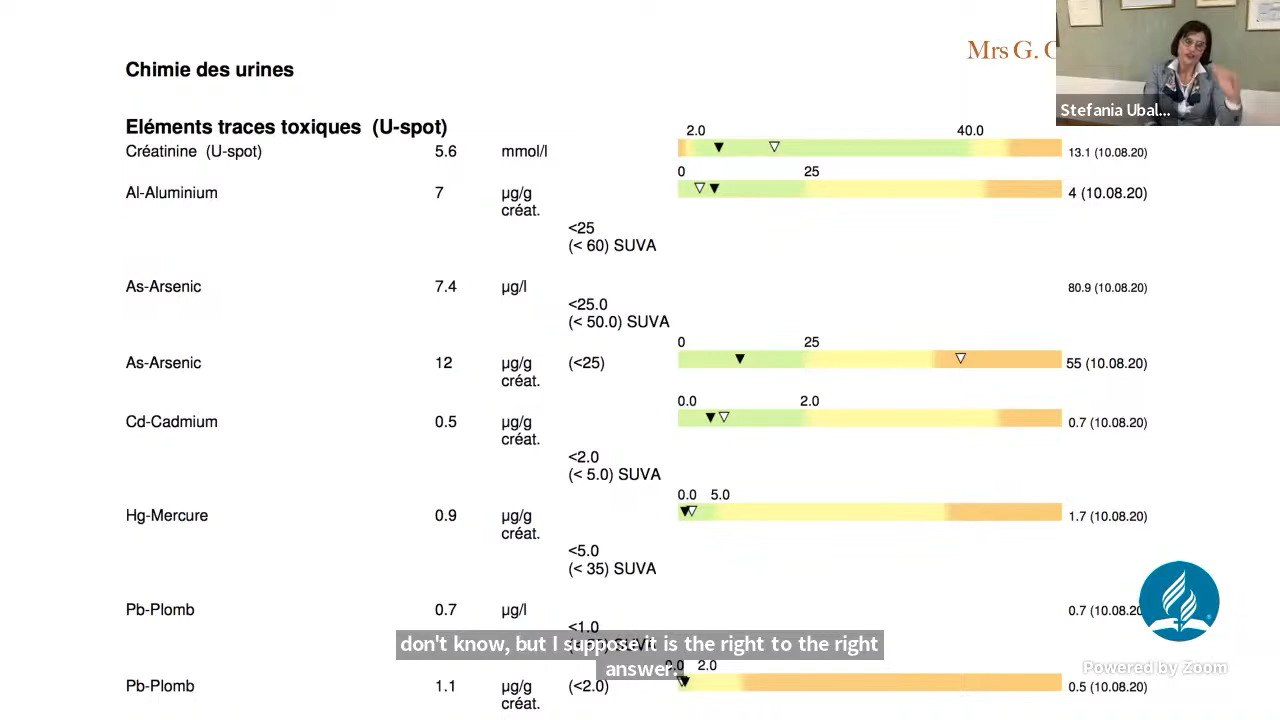 Mrs G.
Chimie des urines
Stefania Ubal...
Eléments traces toxiques (U-spot)
2.0 40.0
Créatinine (U-spot) 5.6 mmol/l 13.1 (10.08.20)
0 25
Al-Aluminium 7 µg/g 4 (10.08.20)
créat.
<25
(< 60) SUVA
As-Arsenic 7.4 µg/l 80.9 (10.08.20)
<25.0
(< 50.0) SUVA
0 25
As-Arsenic 12 µg/g (<25) 55 (10.08.20)
créat.
0.0 2.0
Cd-Cadmium 0.5 µg/g 0.7 (10.08.20)
créat.
<2.0
(< 5.0) SUVA
0.0 5.0
Hg-Mercure 0.9 µg/g 1.7 (10.08.20)
créat.
<5.0
(< 35) SUVA
Pb-Plomb 0.7 µg/l 0.7 (10.08.20)
<1.0
don't know, but I suppose it is the right to the right
answer.
0.0 2.0
Powered by Zoom
Pb-Plomb 1.1 µg/g (<2.0) 0.5 (10.08.20)
créat.